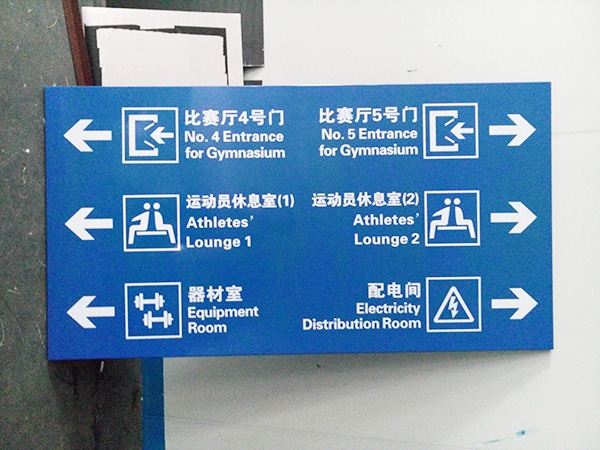 比赛厅4号门
No. 4 Entrance
for Gymnasium
比赛厅5号门
No. 5 Entrance
for Gymnasium
运动员休息室(1)
Athletes’
Lounge 1
运动员休息室(2)
Athletes’
Lounge 2
器材室
Equipment
Room
配电间
Electricity
Distribution Room